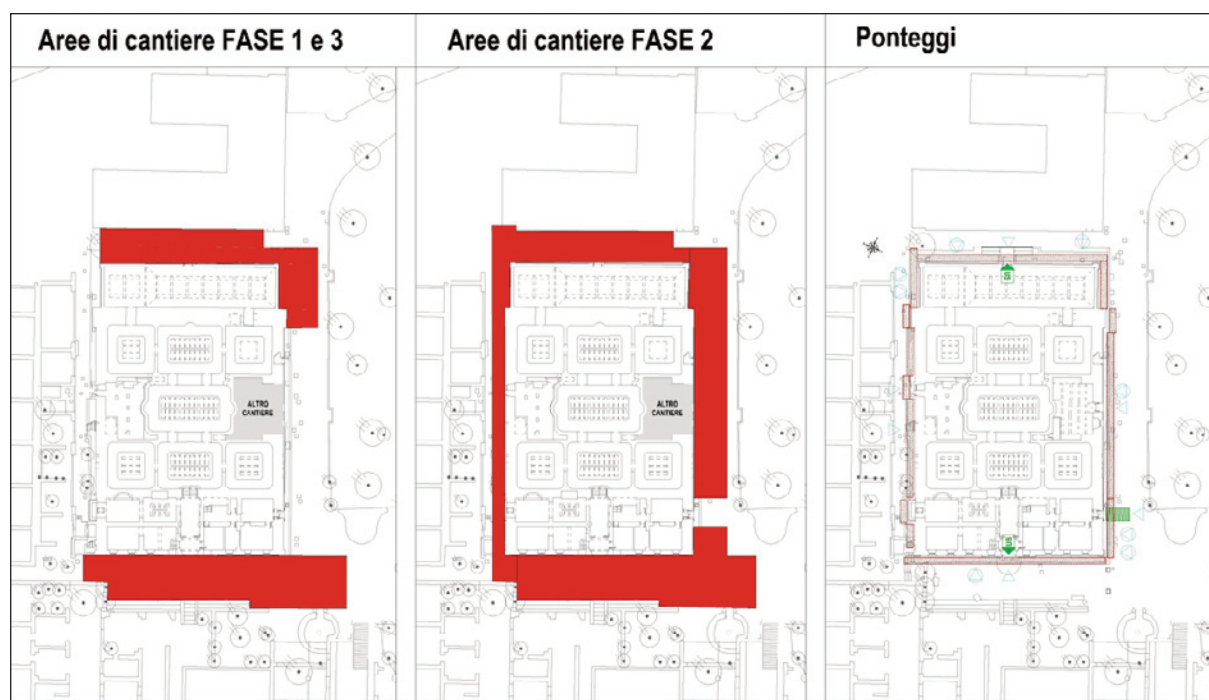 Aree di cantiere FASE 1 e 3
Aree di cantiere FASE 2
Ponteggi
ALTRO
CANTIERE
ALTRO
CANTIERE